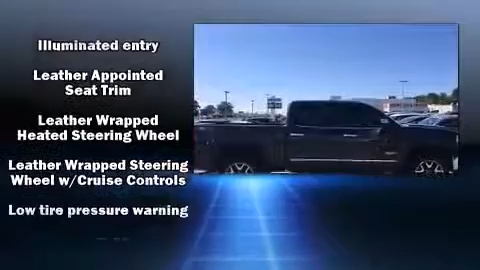 Illuminated entry
Leather Appointed
Seat Trim
Leather Wrapped
Heated Steering Wheel
Leather Wrapped Steering
Wheel w/Cruise Controls
Low tire pressure warning